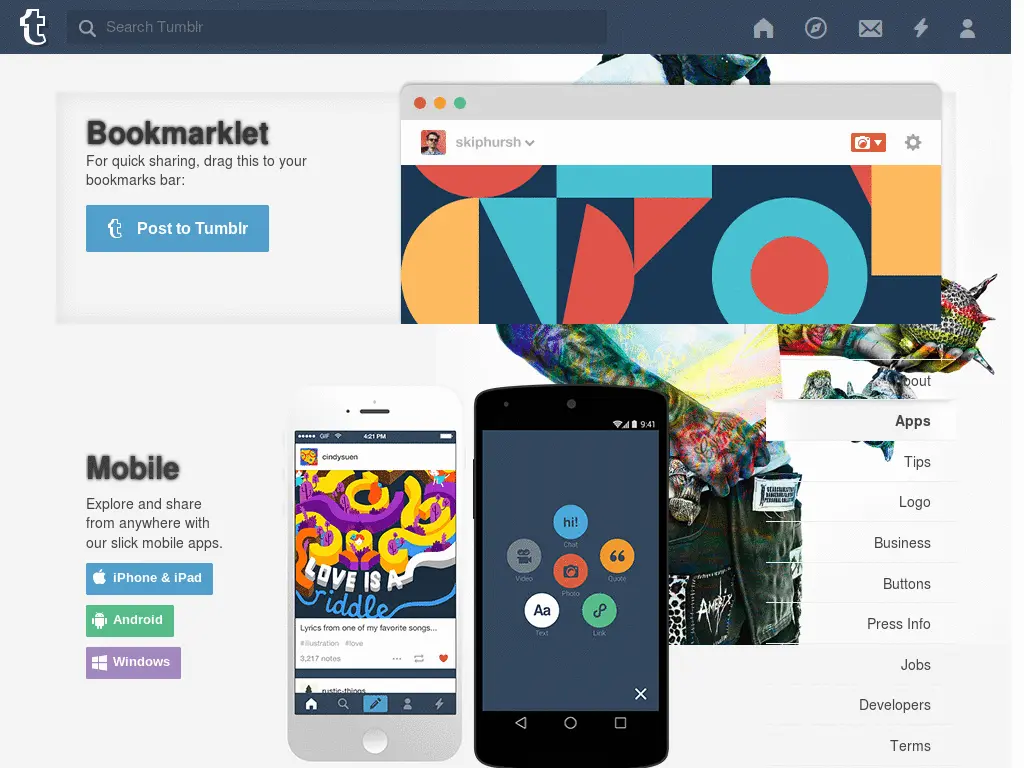 Search Tumblr
Bookmarklet
For quick sharing, drag this to your
bookmarks bar:
Post to Tumblr
skiphursh
About
Apps
Tips
Logo
Business
Buttons
Press Info
Jobs
Developers
Terms
Mobile
Explore and share
from anywhere with
our slick mobile apps.
iPhone & iPad
Android
Windows
GIF
4:21 PM
cindysuen
LOVE IS A
riddle
Lyrics from one of my favorite songs...
#illustration #love
3,217 notes
rustic-things
9:41
hi!
Chat
Video
Quote
Photo
Aa
Text
Link
AMEBIX